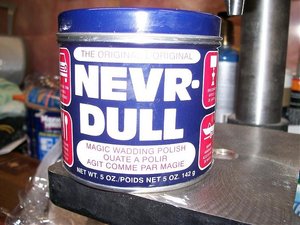 THE ORIGINAL L'ORIGINAL
NEVR·
DULL
MAGIC WADDING POLISH
OUATE A POLIR
AGIT COMME PAR MAGIE
NET WT. 5 OZ./POIDS NET 5 OZ. 142 g